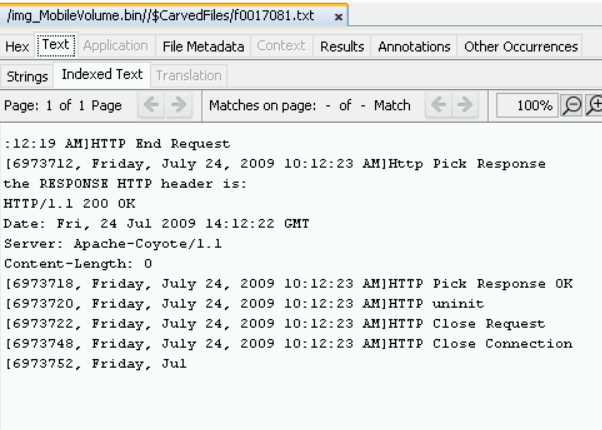 /img_MobileVolume.bin//$CarvedFiles/f0017081.txt x
Hex Text Application File Metadata Context Results Annotations Other Occurrences
Strings Indexed Text Translation
Page: 1 of 1 Page Matches on page: - of - Match 100%
:12:19 AM]HTTP End Request
[6973712, Friday, July 24, 2009 10:12:23 AM]Http Pick Response
the RESPONSE HTTP header is:
HTTP/1.1 200 OK
Date: Fri, 24 Jul 2009 14:12:22 GMT
Server: Apache-Coyote/1.1
Content-Length: 0
[6973718, Friday, July 24, 2009 10:12:23 AM]HTTP Pick Response OK
[6973720, Friday, July 24, 2009 10:12:23 AM]HTTP uninit
[6973722, Friday, July 24, 2009 10:12:23 AM]HTTP Close Request
[6973748, Friday, July 24, 2009 10:12:23 AM]HTTP Close Connection
[6973752, Friday, Jul